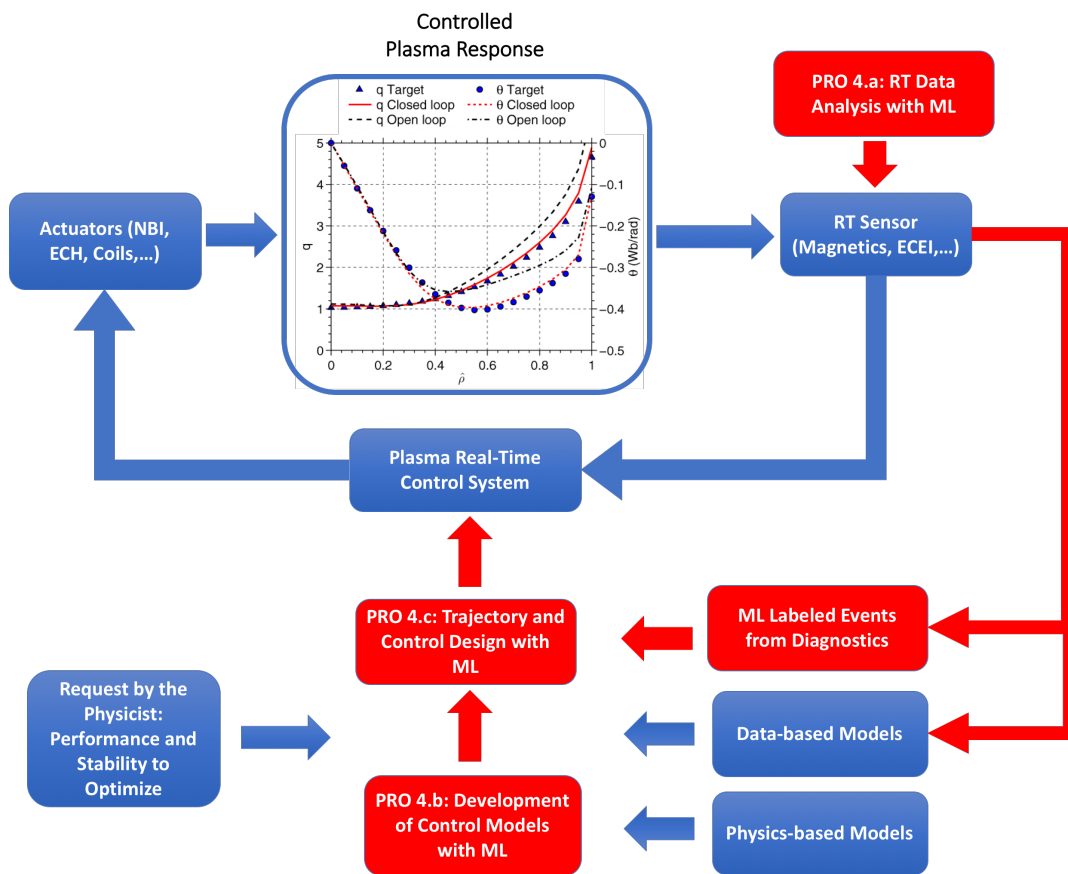 Controlled
Plasma Response
q Target
θ Target
q Closed loop
θ Closed loop
q Open loop
θ Open loop
5
4
3
2
1
0
q
0
−0.1
−0.2
−0.3
−0.4
−0.5
θ (Wb/rad)
0
0.2
0.4
0.6
0.8
1
ρ̂
PRO 4.a: RT Data
Analysis with ML
Actuators (NBI,
ECH, Coils,...)
RT Sensor
(Magnetics, ECEI,...)
Plasma Real-Time
Control System
PRO 4.c: Trajectory and
Control Design with
ML
ML Labeled Events
from Diagnostics
Request by the
Physicist:
Performance and
Stability to
Optimize
Data-based Models
PRO 4.b: Development
of Control Models
with ML
Physics-based Models